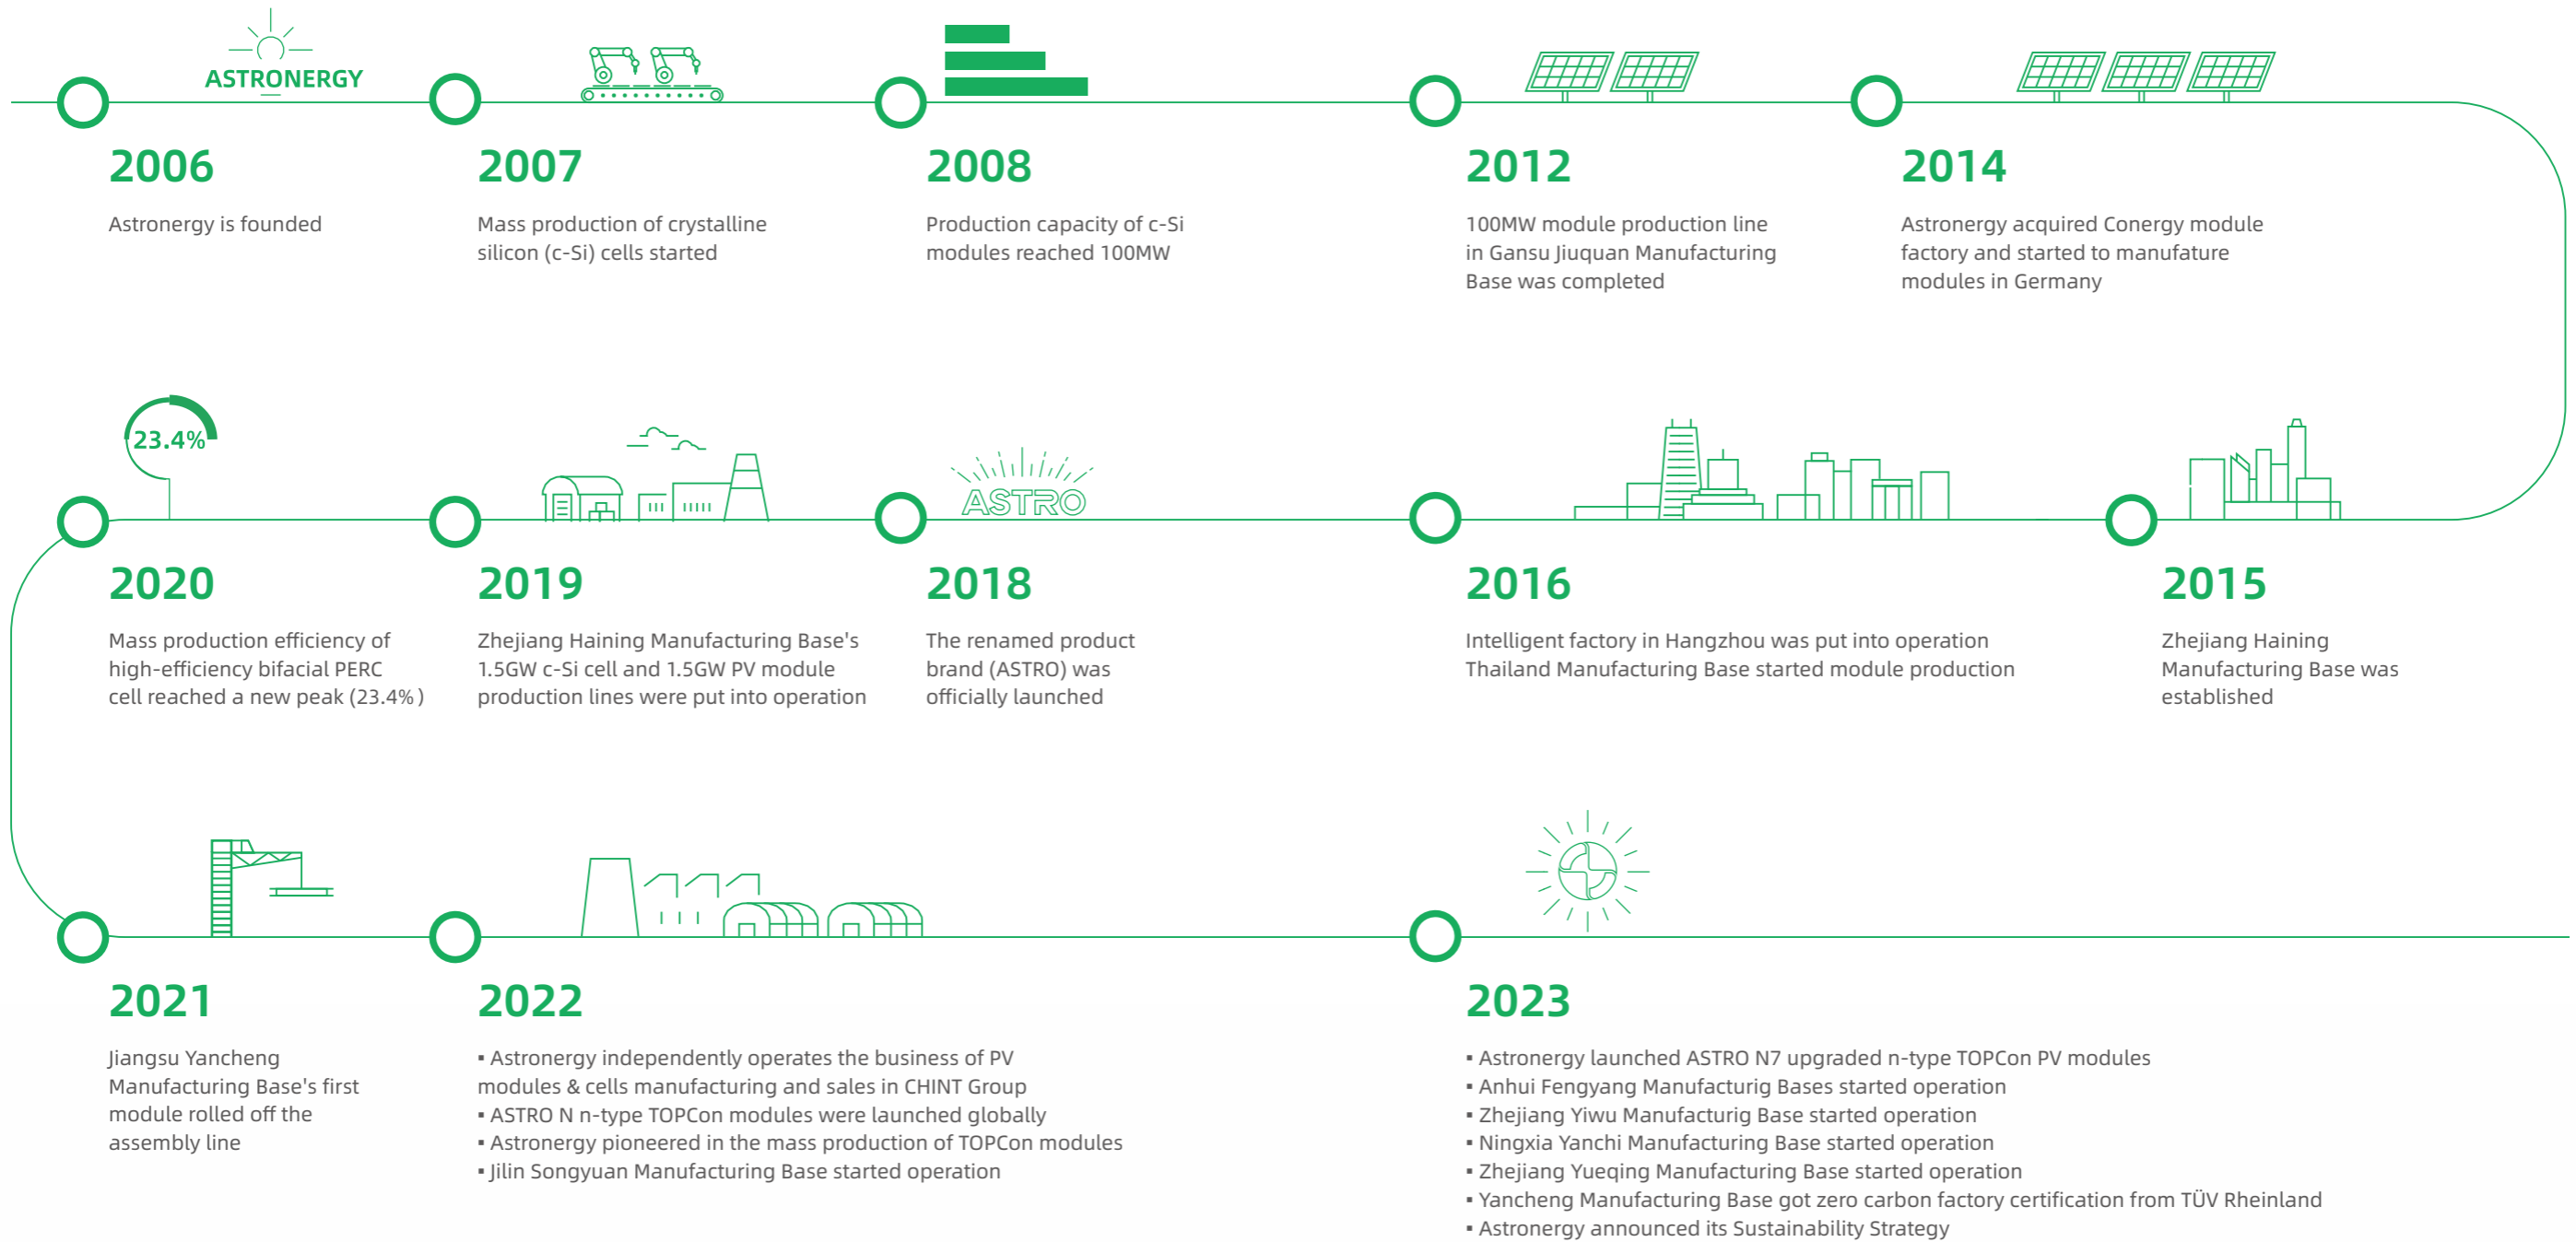 ASTRONERGY
2006
Astronergy is founded
2007
Mass production of crystalline
silicon (c-Si) cells started
2008
Production capacity of c-Si
modules reached 100MW
2012
100MW module production line
in Gansu Jiuquan Manufacturing
Base was completed
2014
Astronergy acquired Conergy module
factory and started to manufature
modules in Germany
2015
Zhejiang Haining
Manufacturing Base was
established
2016
Intelligent factory in Hangzhou was put into operation
Thailand Manufacturing Base started module production
ASTRO
2018
The renamed product
brand (ASTRO) was
officially launched
2019
Zhejiang Haining Manufacturing Base's
1.5GW c-Si cell and 1.5GW PV module
production lines were put into operation
23.4%
2020
Mass production efficiency of
high-efficiency bifacial PERC
cell reached a new peak (23.4%)
2021
Jiangsu Yancheng
Manufacturing Base's first
module rolled off the
assembly line
2022
▪ Astronergy independently operates the business of PV
modules & cells manufacturing and sales in CHINT Group
▪ ASTRO N n-type TOPCon modules were launched globally
▪ Astronergy pioneered in the mass production of TOPCon modules
▪ Jilin Songyuan Manufacturing Base started operation
2023
▪ Astronergy launched ASTRO N7 upgraded n-type TOPCon PV modules
▪ Anhui Fengyang Manufacturig Bases started operation
▪ Zhejiang Yiwu Manufacturig Base started operation
▪ Ningxia Yanchi Manufacturing Base started operation
▪ Zhejiang Yueqing Manufacturing Base started operation
▪ Yancheng Manufacturing Base got zero carbon factory certification from TÜV Rheinland
▪ Astronergy announced its Sustainability Strategy